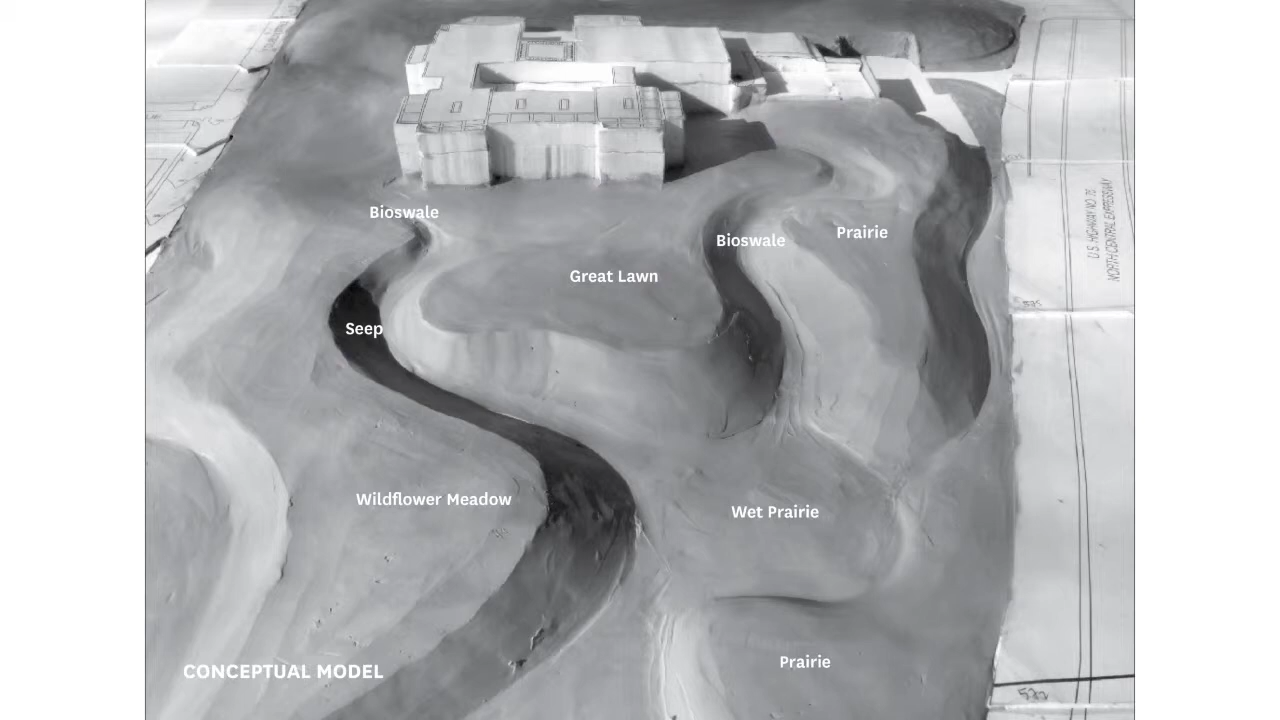 U.S. HIGHWAY NO. 75
NORTH CENTRAL EXPRESSWAY
Bioswale
Bioswale
Prairie
Great Lawn
Seep
Wildflower Meadow
Wet Prairie
Prairie
CONCEPTUAL MODEL